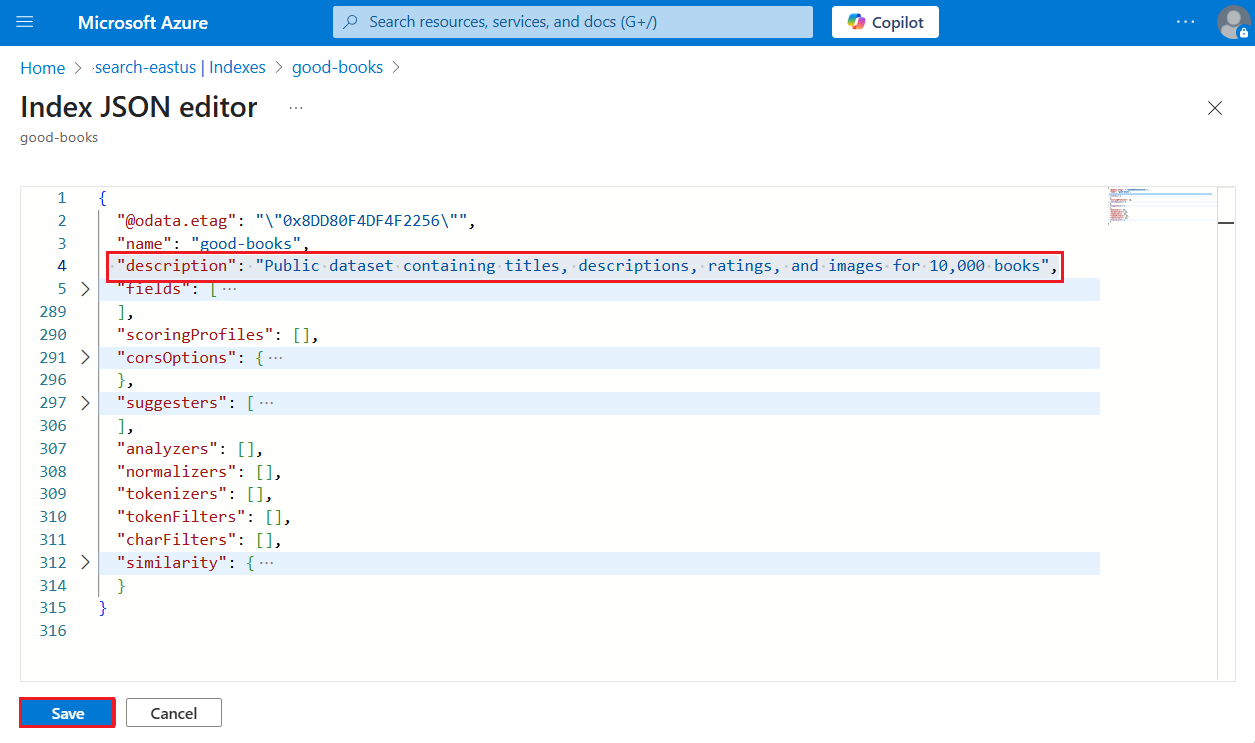 Microsoft Azure
Search resources, services, and docs (G+/)
Copilot
...
Home > search-eastus | Indexes > good-books >
Index JSON editor ...
good-books
1 {
2 "@odata.etag": "\"0x8DD80F4DF4F2256\"",
3 "name": "good-books",
4 "description": "Public dataset containing titles, descriptions, ratings, and images for 10,000 books",
5 > "fields": [ ...
289 ],
290 "scoringProfiles": [],
291 > "corsOptions": { ...
296 },
297 > "suggesters": [ ...
306 ],
307 "analyzers": [],
308 "normalizers": [],
309 "tokenizers": [],
310 "tokenFilters": [],
311 "charFilters": [],
312 > "similarity": { ...
314 }
315 }
316
Save
Cancel